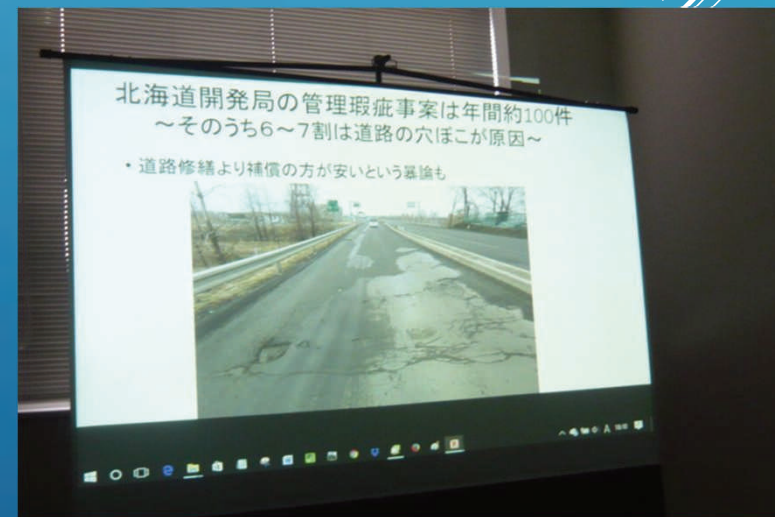 北海道開発局の管理瑕疵事案は年間約100件
～そのうち6～7割は道路の穴ぼこが原因～
・道路修繕より補償の方が安いという暴論も
A